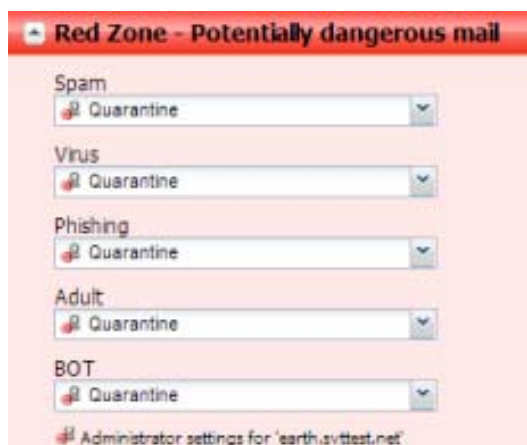 Red Zone - Potentially dangerous mail
Spam
Quarantine
Virus
Quarantine
Phishing
Quarantine
Adult
Quarantine
BOT
Quarantine
Administrator settings for 'earth.svttest.net'